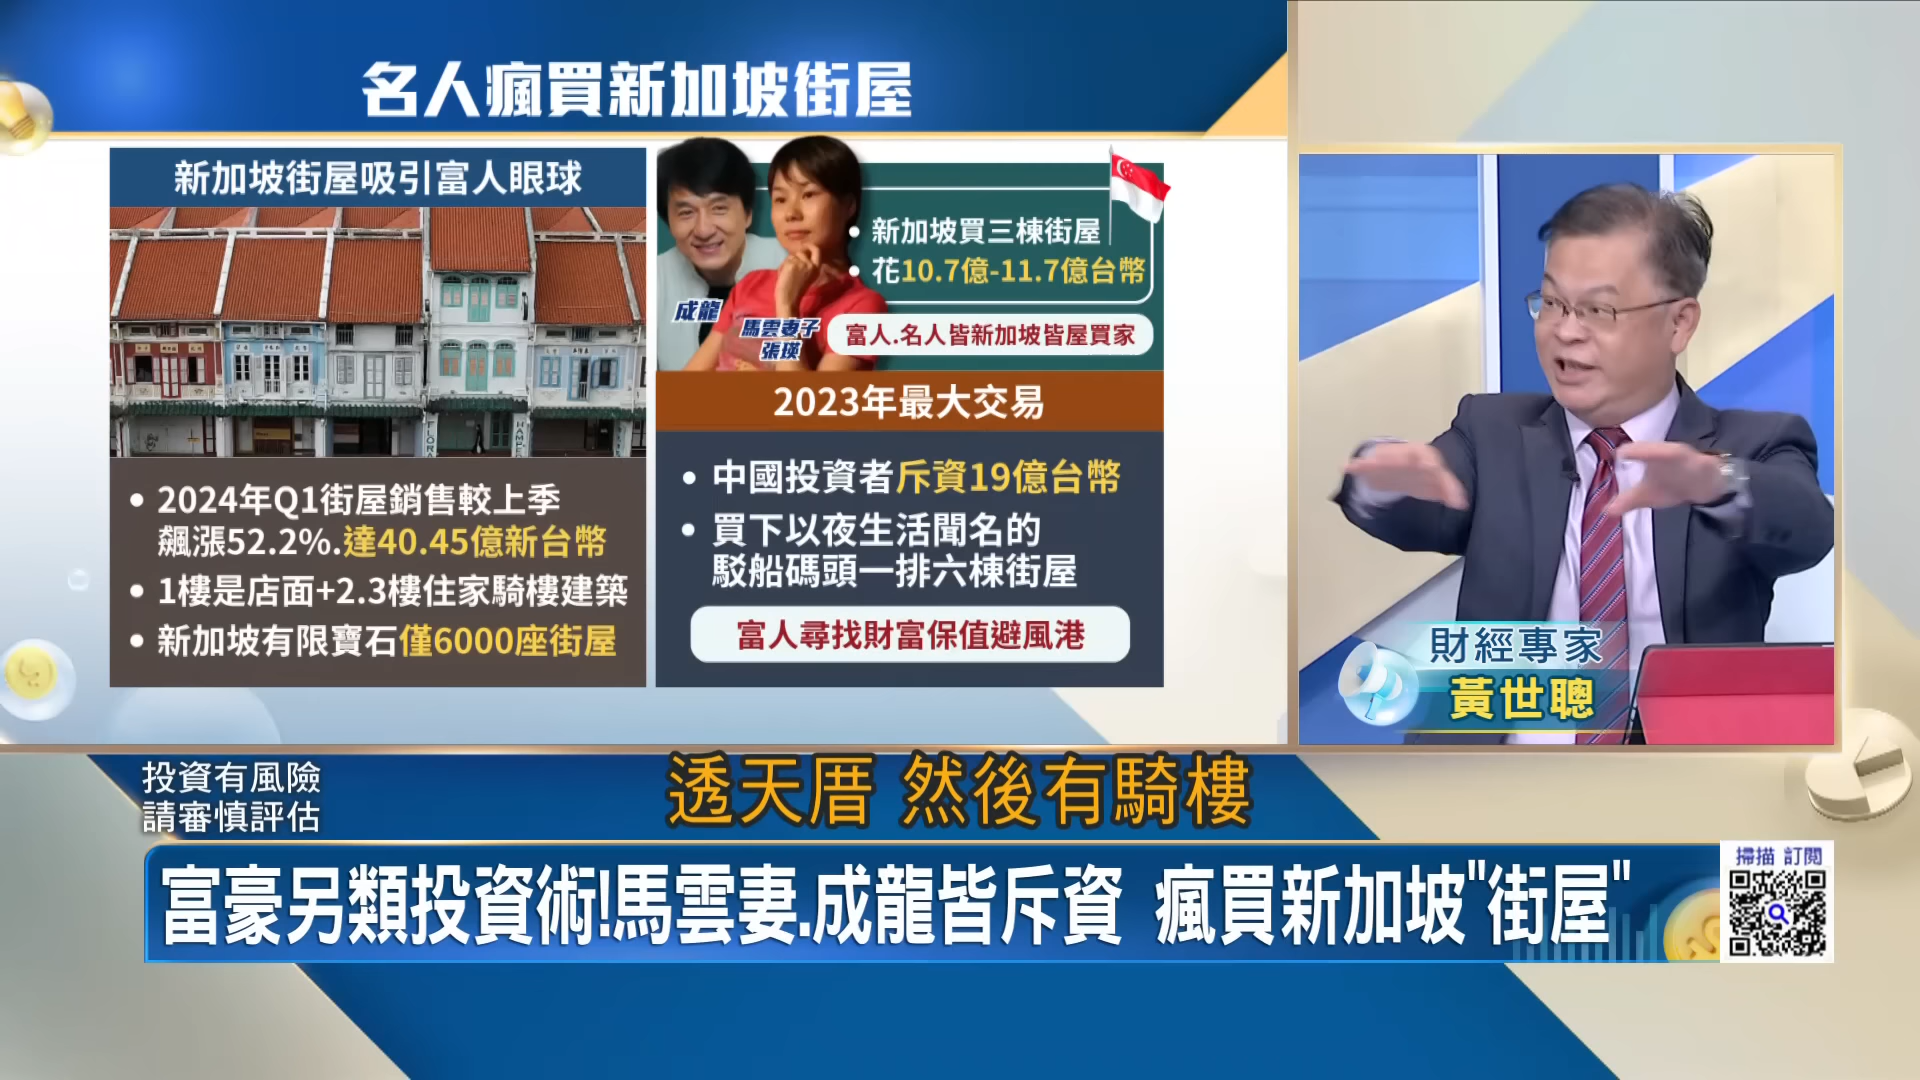 名人瘋買新加坡街屋
新加坡街屋吸引富人眼球
• 2024年Q1街屋銷售較上季
飆漲52.2%.達40.45億新台幣
• 1樓是店面+2.3樓住家騎樓建築
• 新加坡有限寶石僅6000座街屋
成龍
馬雲妻子
張瑛
• 新加坡買三棟街屋
• 花10.7億-11.7億台幣
富人.名人皆新加坡皆屋買家
2023年最大交易
• 中國投資者斥資19億台幣
• 買下以夜生活聞名的
駁船碼頭一排六棟街屋
富人尋找財富保值避風港
財經專家
黃世聰
投資有風險
請審慎評估
透天厝 然後有騎樓
富豪另類投資術!馬雲妻.成龍皆斥資 瘋買新加坡"街屋"
掃描 訂閱